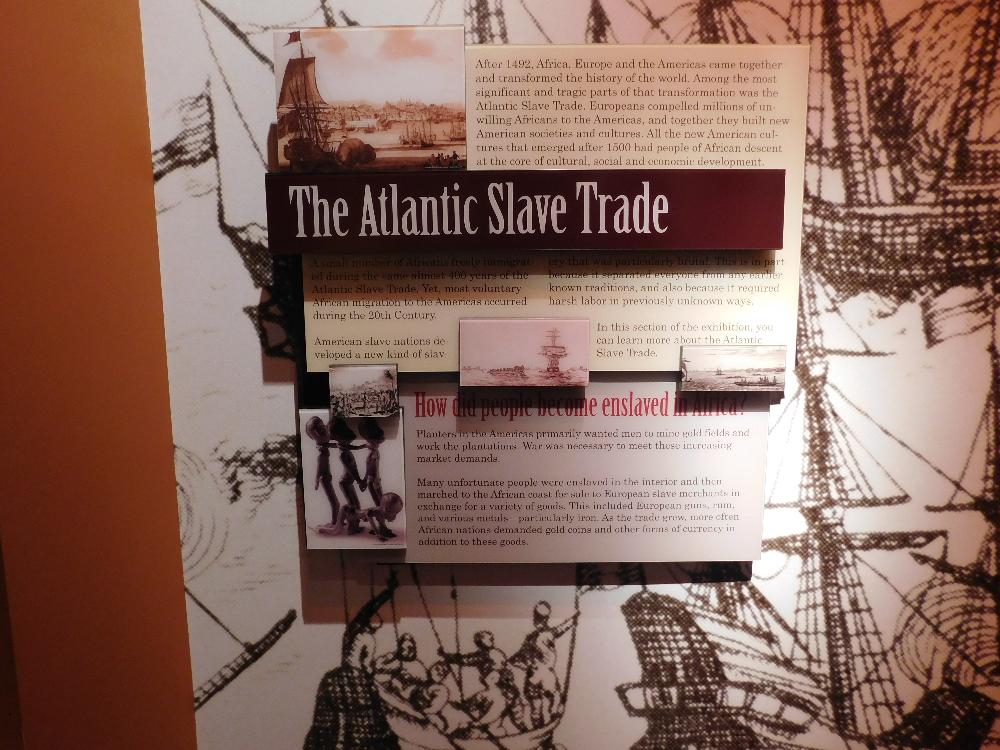 After 1492, Africa, Europe and the Americas came together
and transformed the history of the world. Among the most
significant and tragic parts of that transformation was the
Atlantic Slave Trade. Europeans compelled millions of un-
willing Africans to the Americas, and together they built new
American societies and cultures. All the new American cul-
tures that emerged after 1500 had people of African descent
at the core of cultural, social and economic development.
The Atlantic Slave Trade
A small number of Africans freely immigrat-
ed during the same almost 400 years of the
Atlantic Slave Trade. Yet, most voluntary
African migration to the Americas occurred
during the 20th Century.
American slave nations de-
veloped a new kind of slav-
ery that was particularly brutal. This is in part
because it separated everyone from any earlier
known traditions, and also because it required
harsh labor in previously unknown ways.
In this section of the exhibition, you
can learn more about the Atlantic
Slave Trade.
How did people become enslaved in Africa?
Planters in the Americas primarily wanted men to mine gold fields and
work the plantations. War was necessary to meet these increasing
market demands.
Many unfortunate people were enslaved in the interior and then
marched to the African coast for sale to European slave merchants in
exchange for a variety of goods. This included European guns, rum,
and various metals - particularly iron. As the trade grew, more often
African nations demanded gold coins and other forms of currency in
addition to these goods.